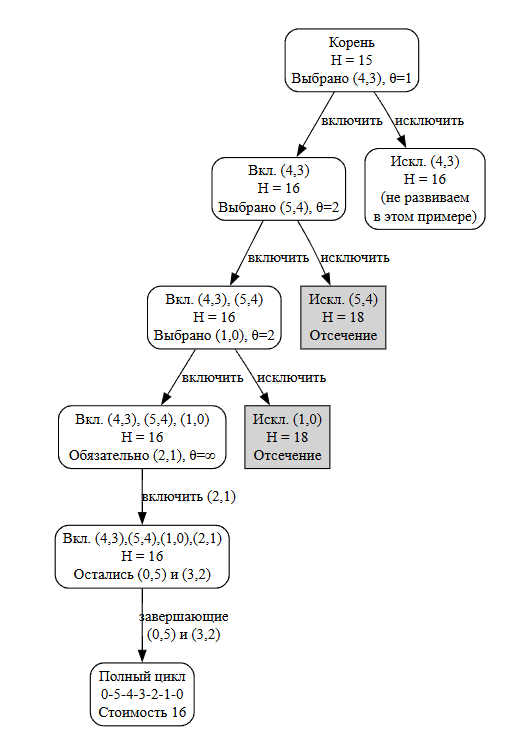 Корень
H = 15
Выбрано (4,3), θ=1
включить
исключить
Вкл. (4,3)
H = 16
Выбрано (5,4), θ=2
Искл. (4,3)
H = 16
(не развиваем
в этом примере)
включить
исключить
Вкл. (4,3), (5,4)
H = 16
Выбрано (1,0), θ=2
Искл. (5,4)
H = 18
Отсечение
включить
исключить
Вкл. (4,3), (5,4), (1,0)
H = 16
Обязательно (2,1), θ=∞
Искл. (1,0)
H = 18
Отсечение
включить (2,1)
Вкл. (4,3),(5,4),(1,0),(2,1)
H = 16
Остались (0,5) и (3,2)
завершающие
(0,5) и (3,2)
Полный цикл
0-5-4-3-2-1-0
Стоимость 16